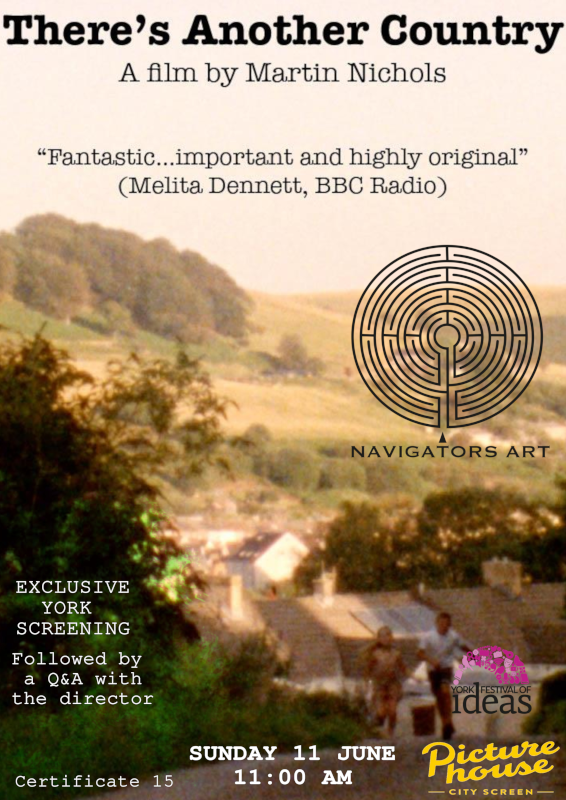 There’s Another Country
A film by Martin Nichols
“Fantastic...important and highly original”
(Melita Dennett, BBC Radio)
NAVIGATORS ART
EXCLUSIVE
YORK
SCREENING
Followed by
a Q&A with
the director
YORK FESTIVAL OF
ideas
SUNDAY 11 JUNE
11:00 AM
Certificate 15
Picture
house
CITY SCREEN